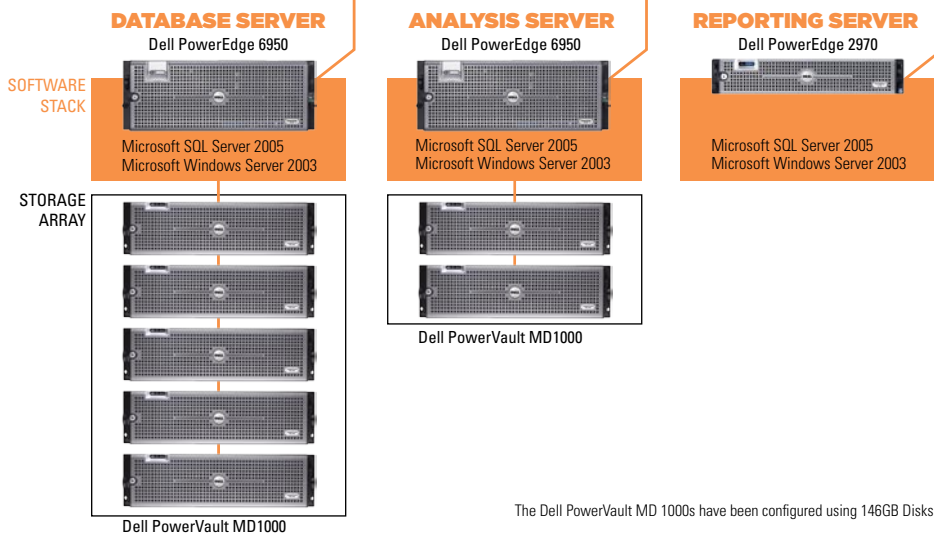 DATABASE SERVER
Dell PowerEdge 6950
ANALYSIS SERVER
Dell PowerEdge 6950
REPORTING SERVER
Dell PowerEdge 2970
SOFTWARE
STACK
Microsoft SQL Server 2005
Microsoft Windows Server 2003
Microsoft SQL Server 2005
Microsoft Windows Server 2003
Microsoft SQL Server 2005
Microsoft Windows Server 2003
STORAGE
ARRAY
Dell PowerVault MD1000
Dell PowerVault MD1000
The Dell PowerVault MD 1000s have been configured using 146GB Disks